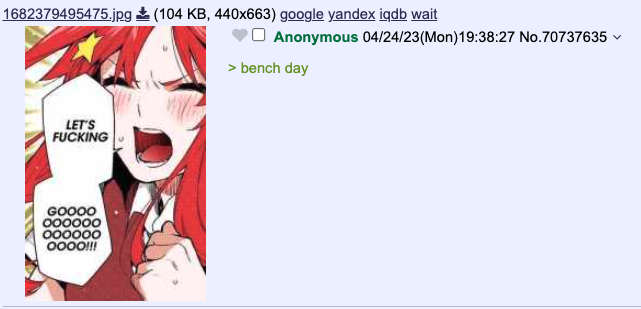 1682379495475.jpg (104 KB, 440x663) google yandex iqdb wait
Anonymous 04/24/23(Mon)19:38:27 No.70737635
> bench day
LET'S
FUCKING
GOOOO
OOOOOO
OOOOOO
OOOO!!!